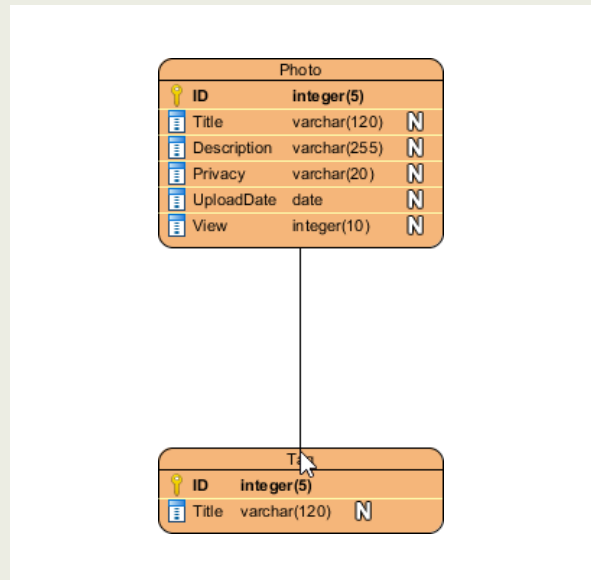 Photo
ID integer(5)
Title varchar(120) N
Description varchar(255) N
Privacy varchar(20) N
UploadDate date N
View integer(10) N
ID integer(5)
Title varchar(120) N